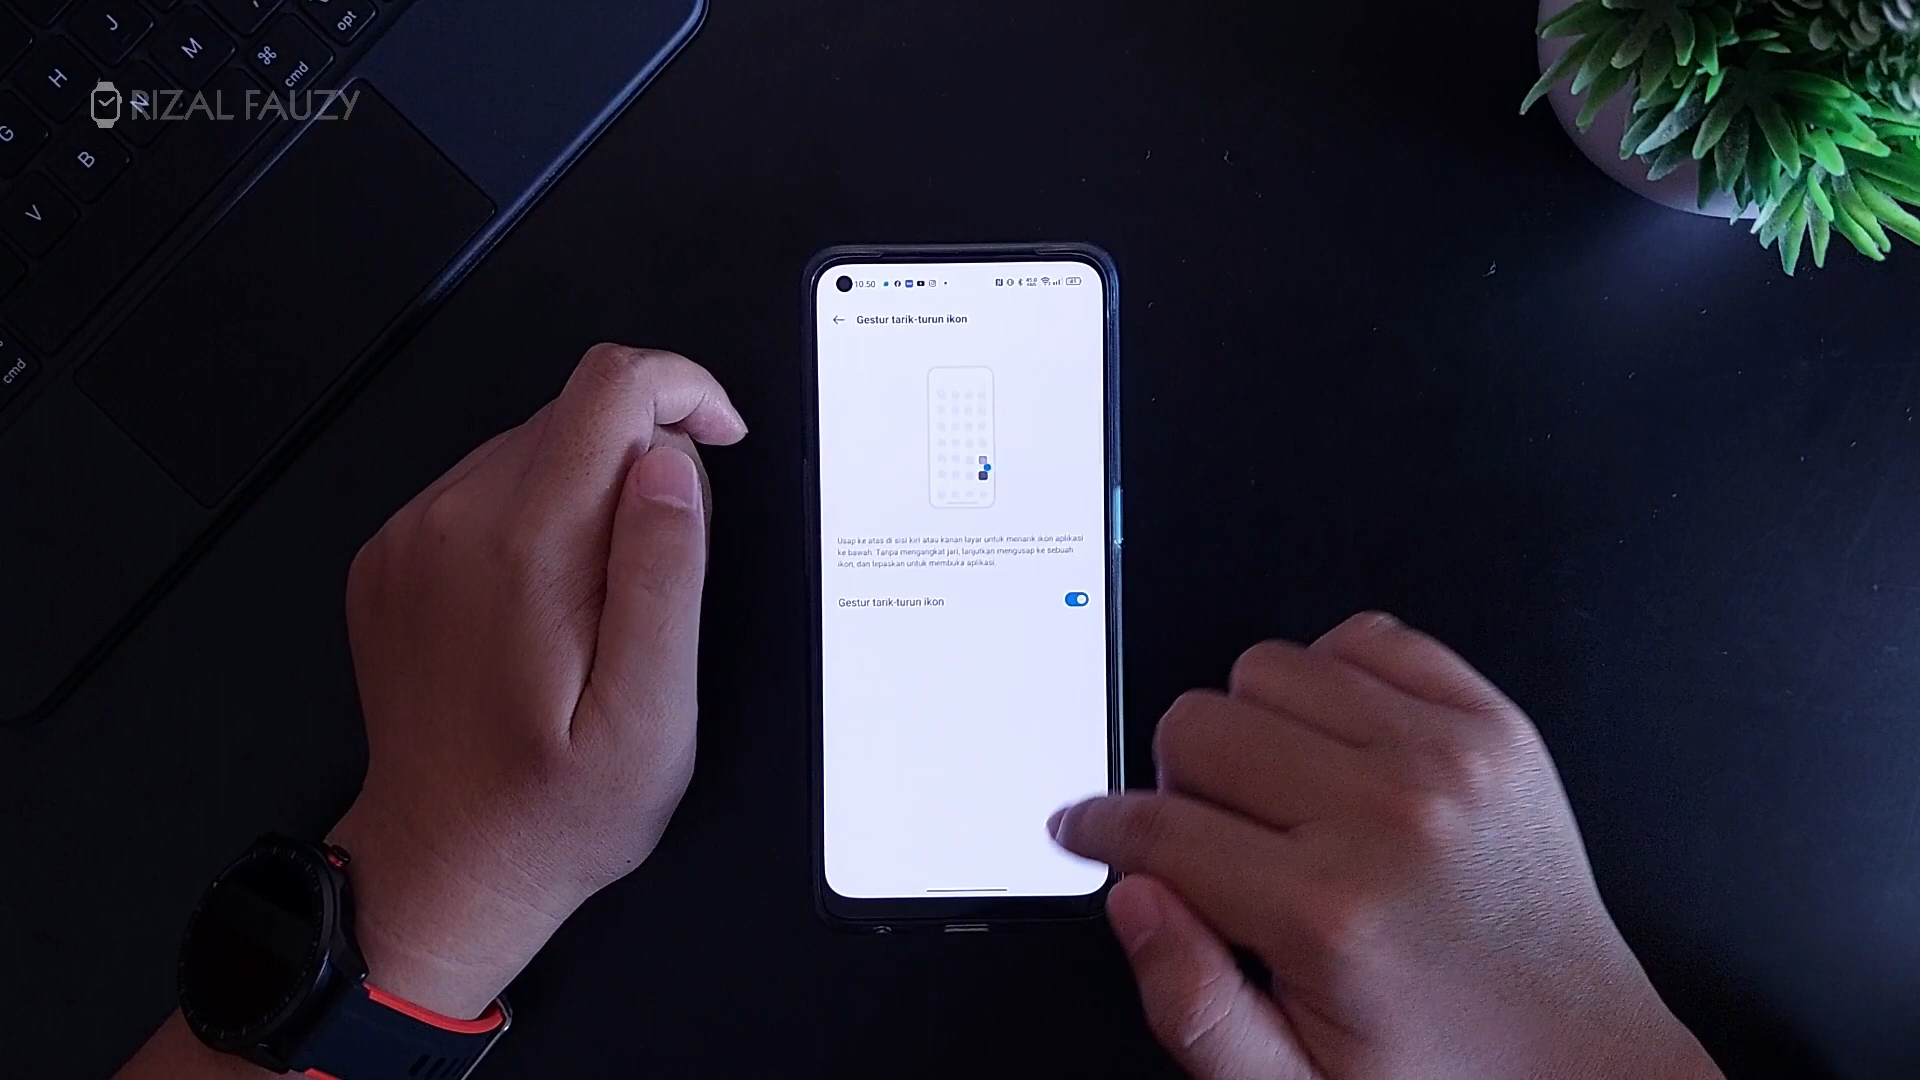 J
opt
H
M
⌘
cmd
N
RIZAL FAUZY
G
B
V
cmd
10.50
Gestur tarik-turun ikon
Usap ke atas di sisi kiri atau kanan layar untuk menarik ikon aplikasi
ke bawah. Tanpa mengangkat jari, lanjutkan mengusap ke sebuah
ikon, dan lepaskan untuk membuka aplikasi.
Gestur tarik-turun ikon